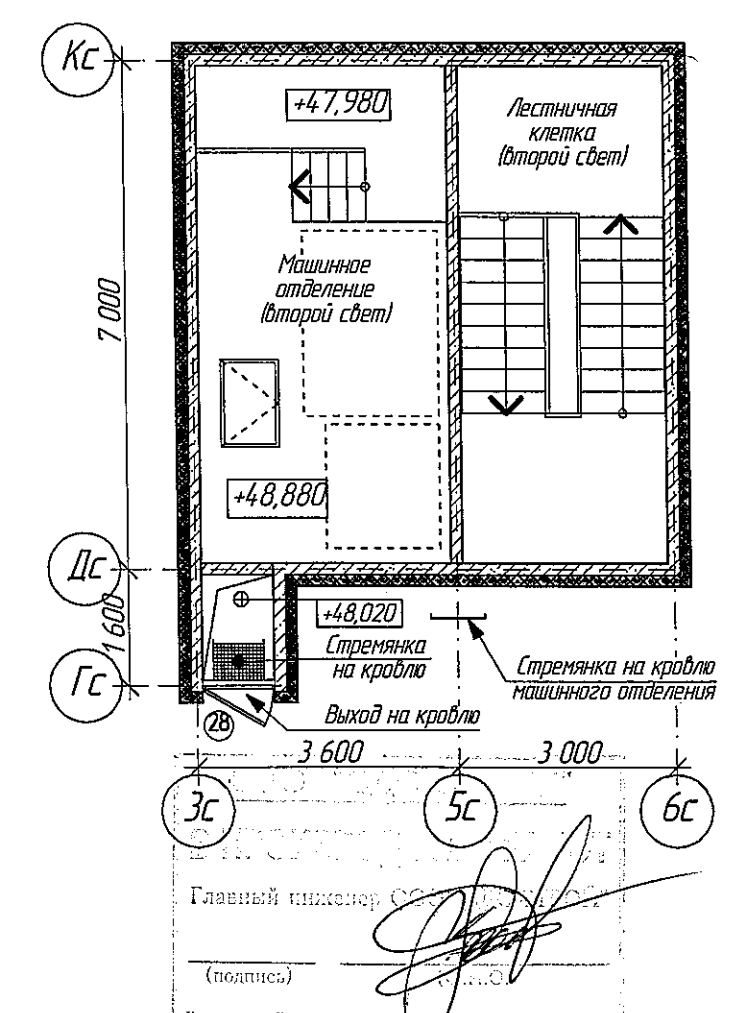 Кс
+47,980
Лестничная
клетка
(второй свет)
7 000
Машинное
отделение
(второй свет)
+48,880
Дс
1 600
+48,020
Стремянка
на кровлю
Стремянка на кровлю
машинного отделения
Гс
28
Выход на кровлю
3 600
3 000
3с
5с
6с
Главный инженер
(подпись)